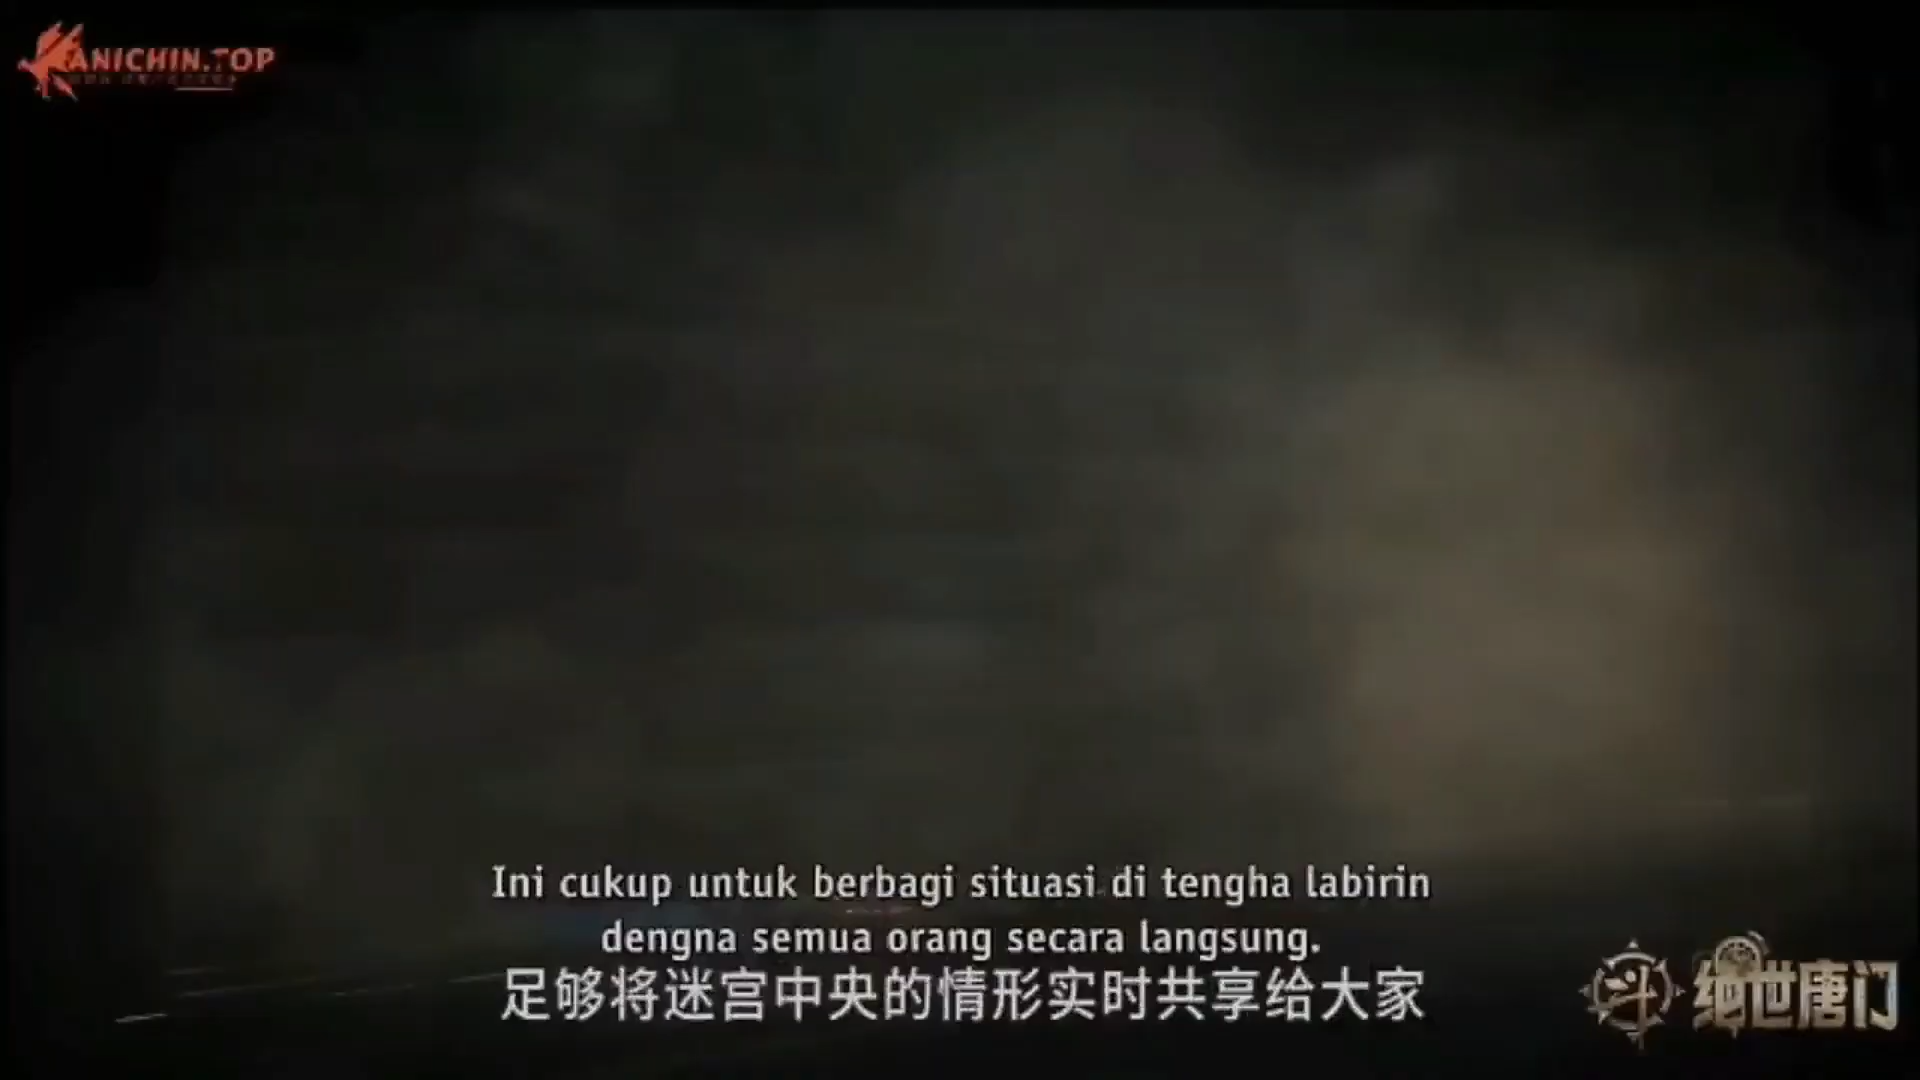 ANICHIN.TOP
Ini cukup untuk berbagi situasi di tengha labirin
dengna semua orang secara langsung.
足够将迷宫中央的情形实时共享给大家
斗 绝世唐门